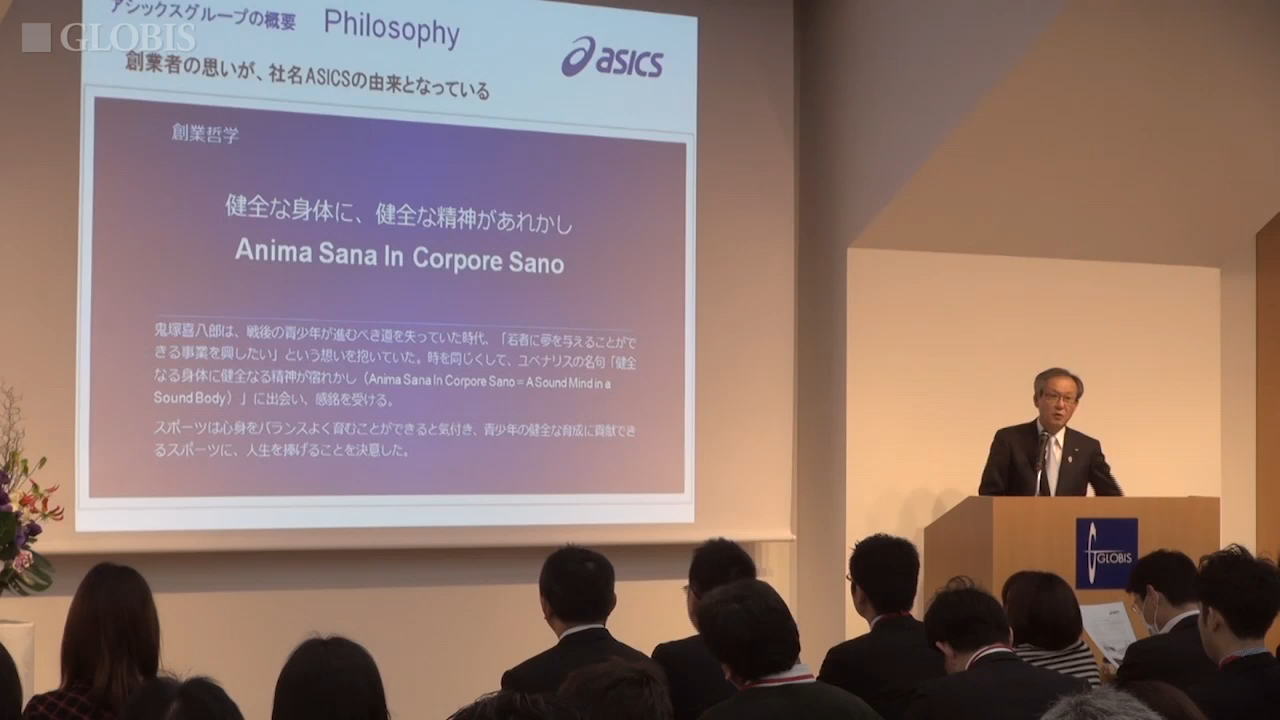 GLOBIS
アシックスグループの概要 Philosophy
asics
創業者の思いが、社名ASICSの由来となっている
創業哲学
健全な身体に、健全な精神があれかし
Anima Sana In Corpore Sano
鬼塚喜八郎は、戦後の青少年が進むべき道を失っていた時代、「若者に夢を与えることがで
きる事業を興したい」という想いを抱いていた。時を同じくして、ユベナリスの名句「健全
なる身体に健全なる精神が宿れかし（Anima Sana In Corpore Sano = A Sound Mind in a
Sound Body）」に出会い、感銘を受ける。
スポーツは心身をバランスよく育むことができると気付き、青少年の健全な育成に貢献でき
るスポーツに、人生を捧げることを決意した。
GLOBIS